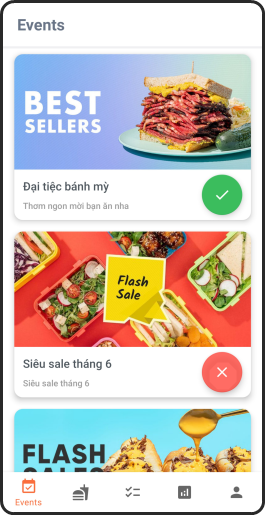 Events
BEST
SELLERS
Đại tiệc bánh mỳ
Thơm ngon mời bạn ăn nha
Flash
Sale
Siêu sale tháng 6
Siêu sale tháng 6
FLASH
Events